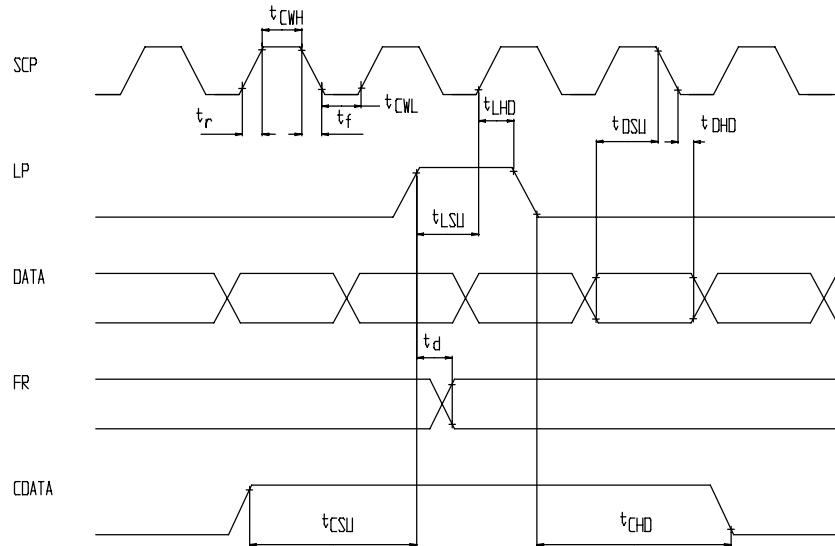 tCWH
SCP
tr
tf
tCWL
tLHD
tDSU
tDHD
LP
tLSU
DATA
td
FR
CDATA
tCSU
tCHD